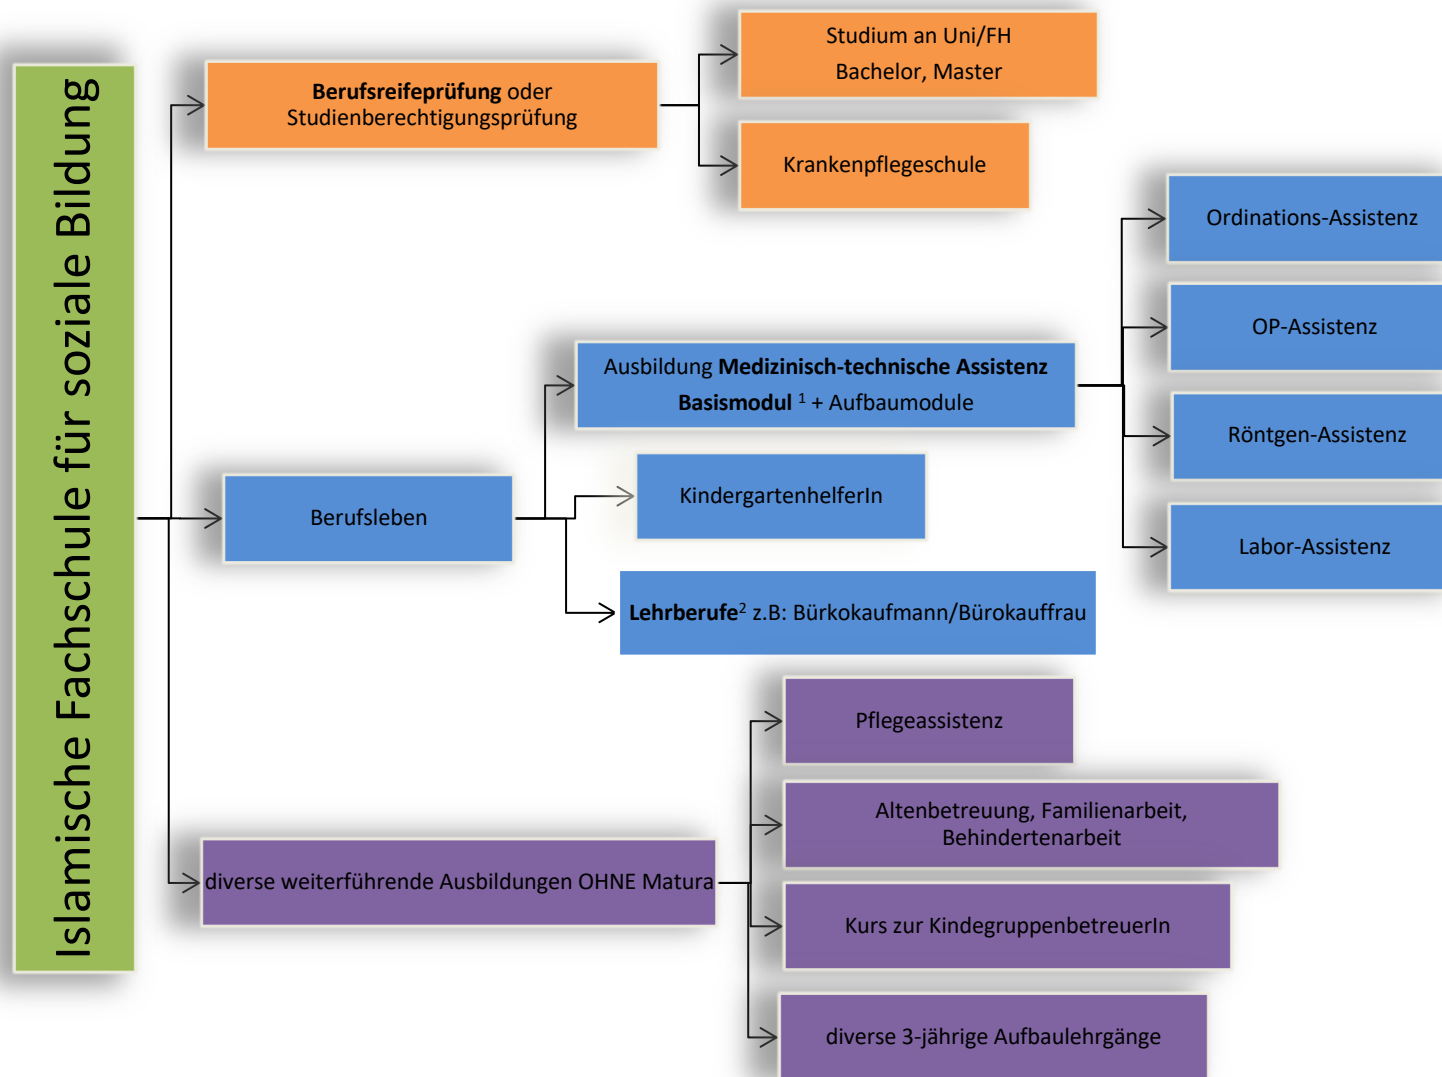 Islamische Fachschule für soziale Bildung
Berufsreifeprüfung oder
Studienberechtigungsprüfung
Studium an Uni/FH
Bachelor, Master
Krankenpflegeschule
Berufsleben
Ausbildung Medizinisch-technische Assistenz
Basismodul ¹ + Aufbaumodule
Ordinations-Assistenz
OP-Assistenz
Röntgen-Assistenz
Labor-Assistenz
KindergartenhelferIn
Lehrberufe² z.B: Bürkokaufmann/Bürokauffrau
diverse weiterführende Ausbildungen OHNE Matura
Pflegeassistenz
Altenbetreuung, Familienarbeit,
Behindertenarbeit
Kurs zur KindegruppenbetreuerIn
diverse 3-jährige Aufbaulehrgänge